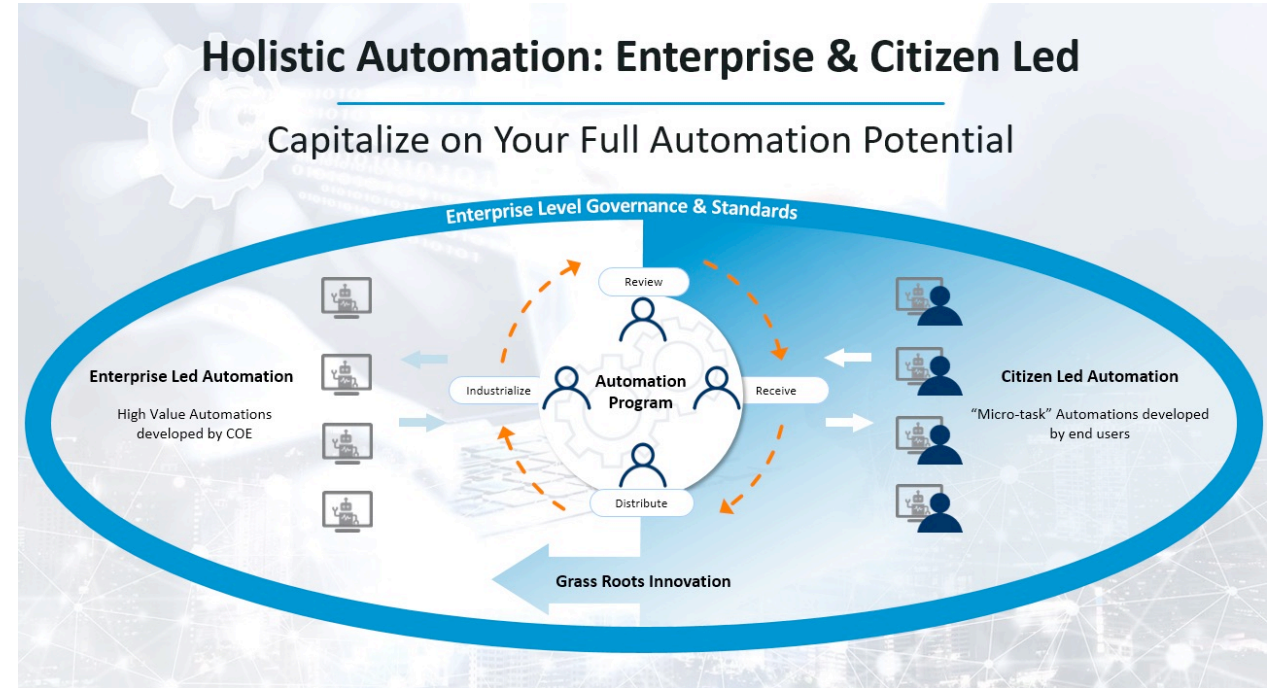 Holistic Automation: Enterprise & Citizen Led
Capitalize on Your Full Automation Potential
Enterprise Level Governance & Standards
Review
Enterprise Led Automation
High Value Automations
developed by COE
Industrialize
Automation
Program
Receive
Citizen Led Automation
“Micro-task” Automations developed
by end users
Distribute
Grass Roots Innovation